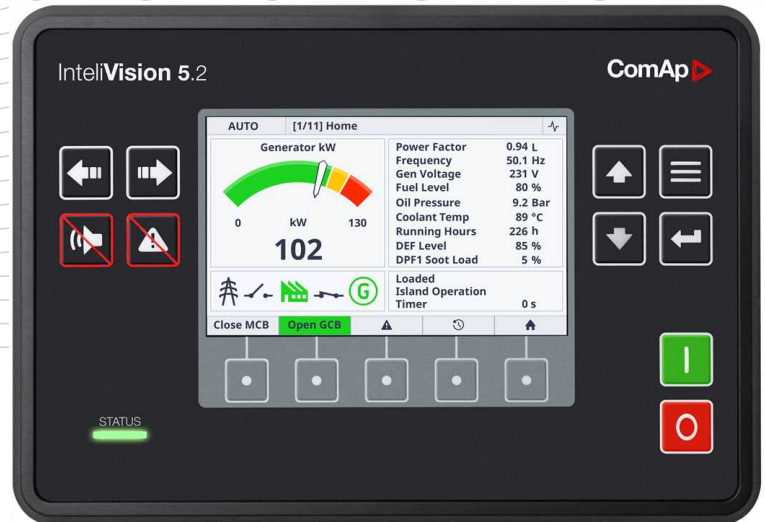 InteliVision 5.2
ComAp
AUTO [1/11] Home
Generator kW
0 kW 130
102
Power Factor 0.94 L
Frequency 50.1 Hz
Gen Voltage 231 V
Fuel Level 80 %
Oil Pressure 9.2 Bar
Coolant Temp 89 °C
Running Hours 226 h
DEF Level 85 %
DPF1 Soot Load 5 %
G
Loaded
Island Operation
Timer 0 s
Close MCB Open GCB
I
O
STATUS